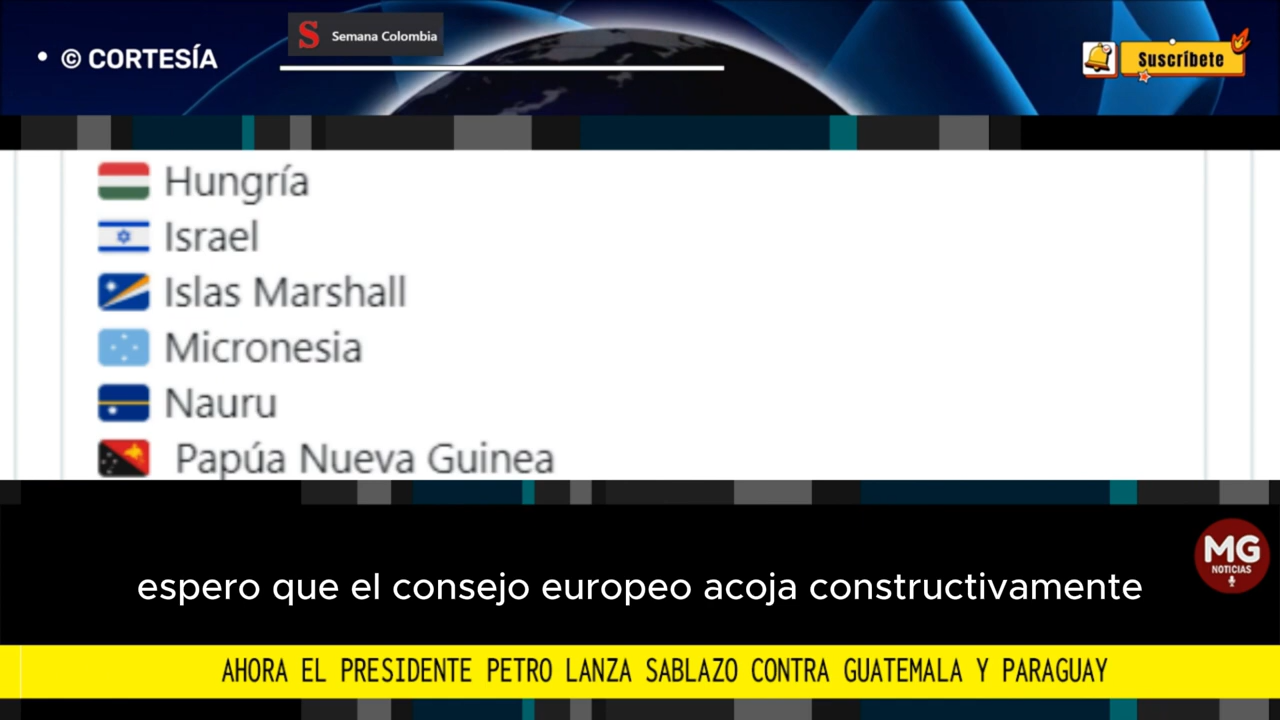 • © CORTESÍA
S Semana Colombia
Suscríbete
Hungría
Israel
Islas Marshall
Micronesia
Nauru
Papúa Nueva Guinea
MG
NOTICIAS
espero que el consejo europeo acoja constructivamente
AHORA EL PRESIDENTE PETRO LANZA SABLAZO CONTRA GUATEMALA Y PARAGUAY